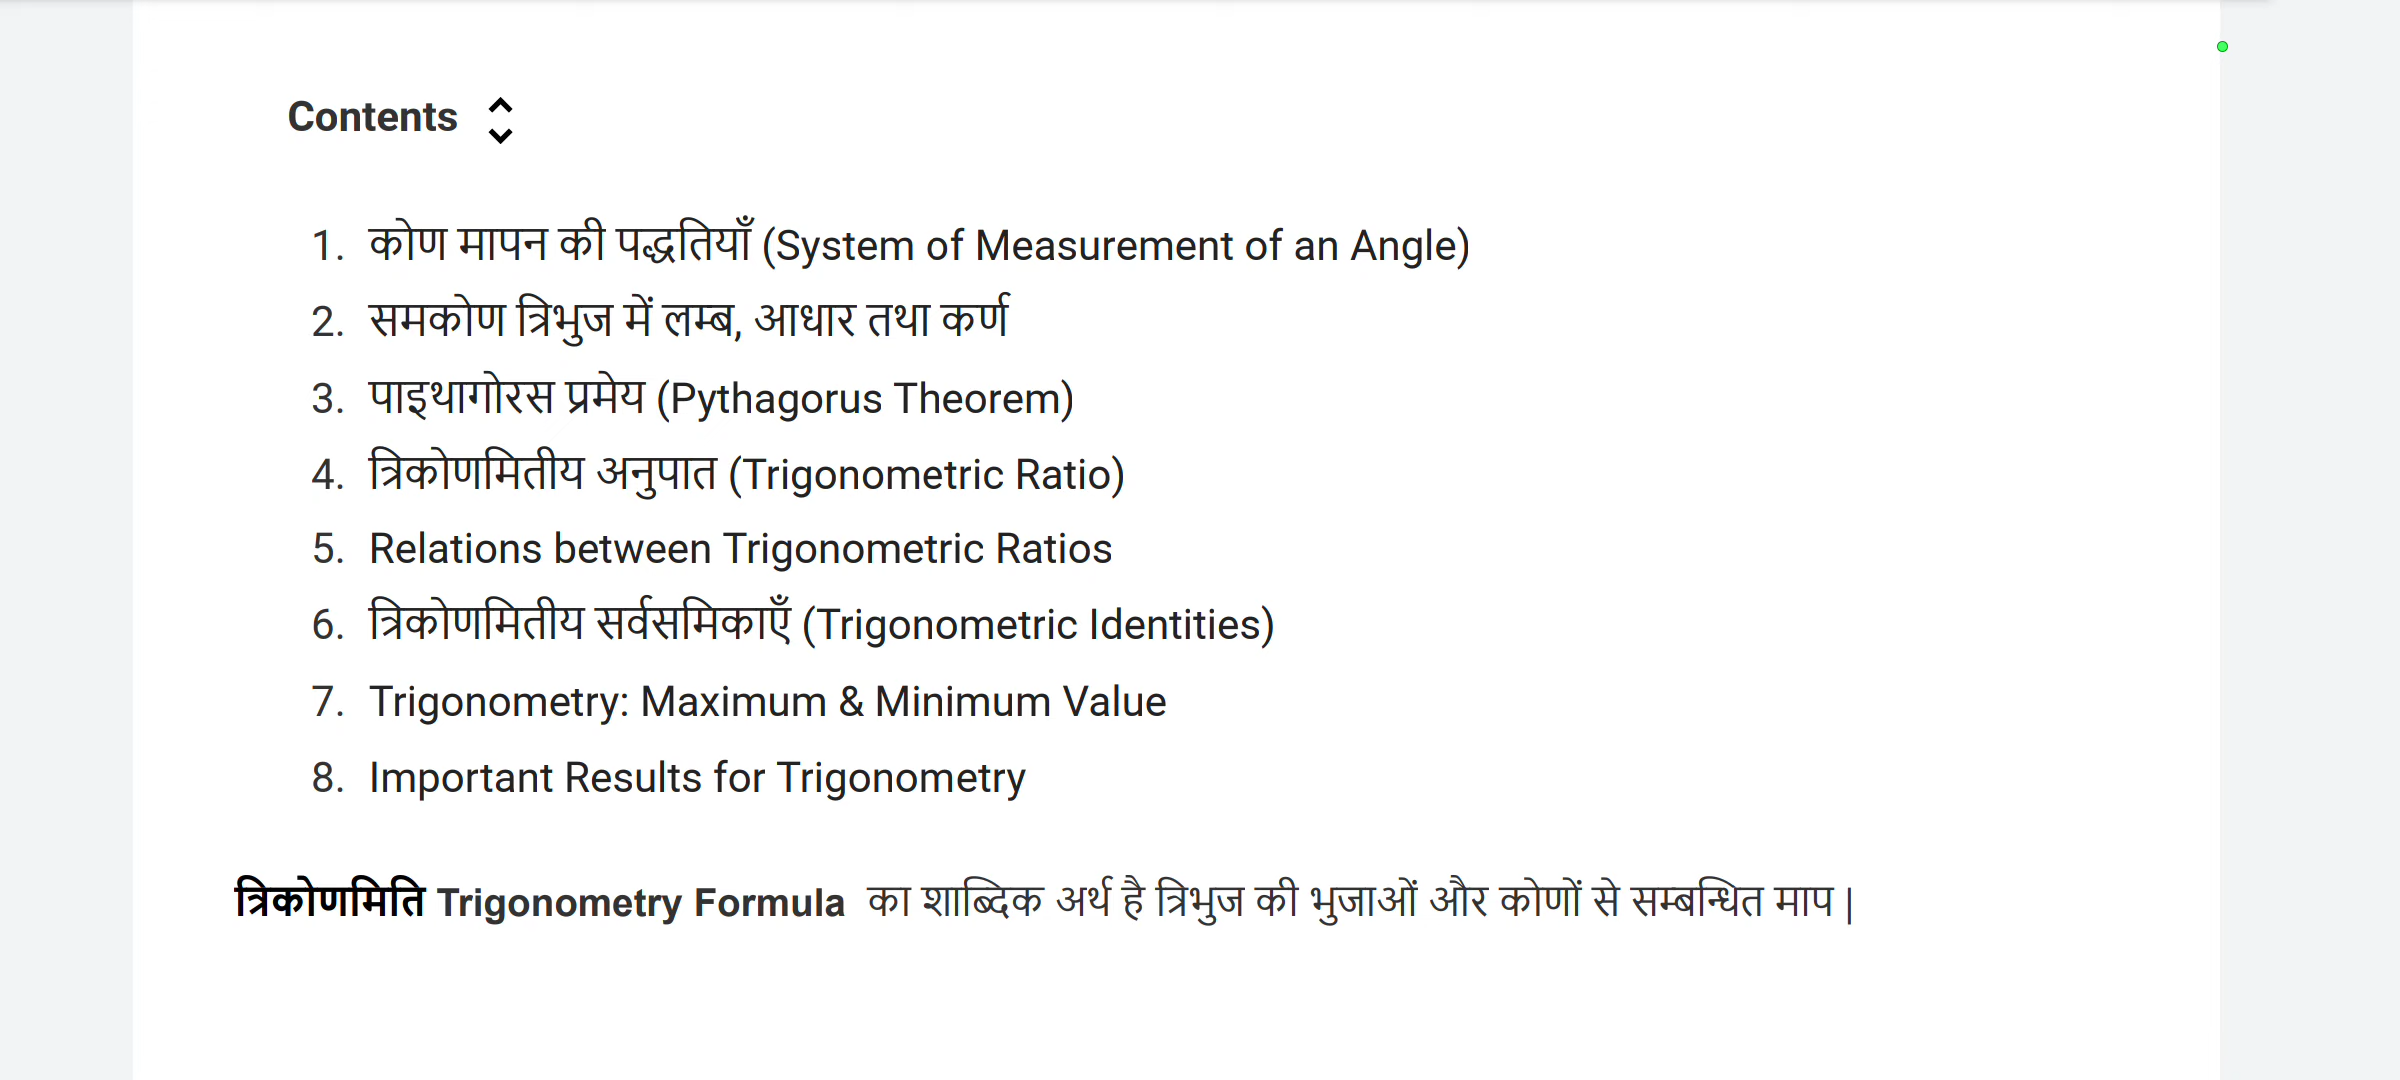 Contents
1. कोण मापन की पद्धतियाँ (System of Measurement of an Angle)
2. समकोण त्रिभुज में लम्ब, आधार तथा कर्ण
3. पाइथागोरस प्रमेय (Pythagorus Theorem)
4. त्रिकोणमितीय अनुपात (Trigonometric Ratio)
5. Relations between Trigonometric Ratios
6. त्रिकोणमितीय सर्वसमिकाएँ (Trigonometric Identities)
7. Trigonometry: Maximum & Minimum Value
8. Important Results for Trigonometry
त्रिकोणमिति Trigonometry Formula का शाब्दिक अर्थ है त्रिभुज की भुजाओं और कोणों से सम्बन्धित माप |